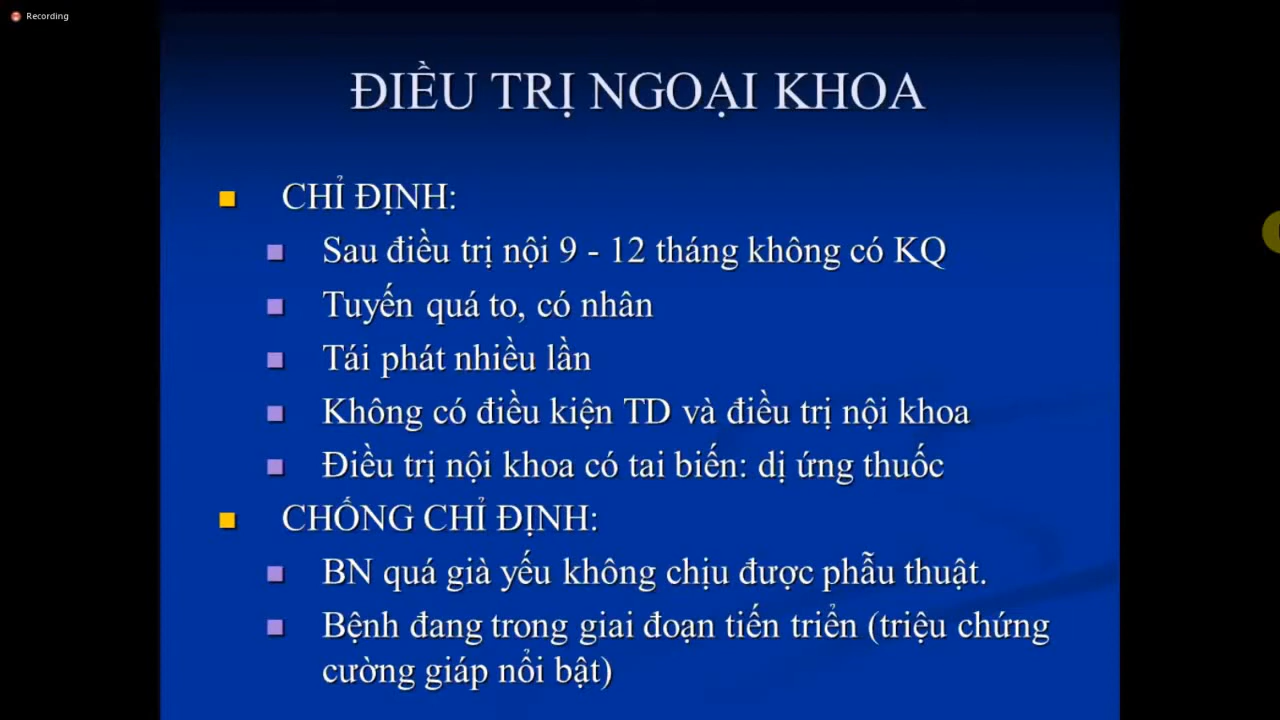 Recording
ĐIỀU TRỊ NGOẠI KHOA
CHỈ ĐỊNH:
Sau điều trị nội 9 - 12 tháng không có KQ
Tuyến quá to, có nhân
Tái phát nhiều lần
Không có điều kiện TD và điều trị nội khoa
Điều trị nội khoa có tai biến: dị ứng thuốc
CHỐNG CHỈ ĐỊNH:
BN quá già yếu không chịu được phẫu thuật.
Bệnh đang trong giai đoạn tiến triển (triệu chứng
cường giáp nổi bật)